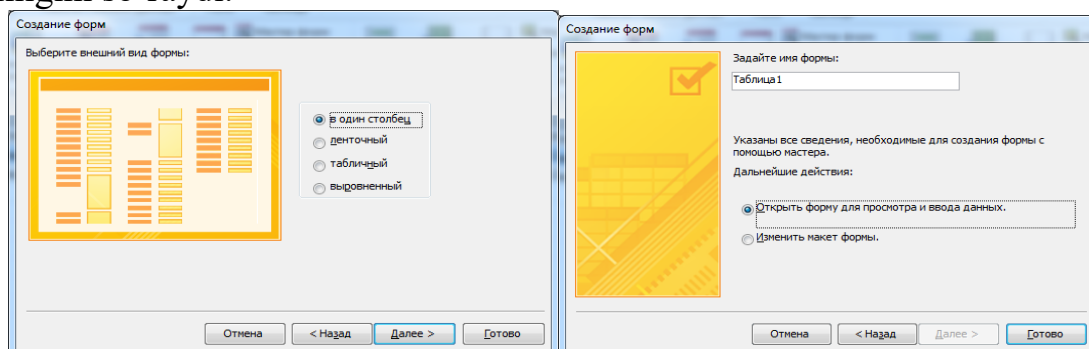 Создание форм
Выберите внешний вид формы:
в один столбец
ленточный
табличный
выровненный
Отмена
< Назад
Далее >
Готово
Создание форм
Задайте имя формы:
Таблица1
Указаны все сведения, необходимые для создания формы с
помощью мастера.
Дальнейшие действия:
Открыть форму для просмотра и ввода данных.
Изменить макет формы.
Отмена
< Назад
Далее >
Готово